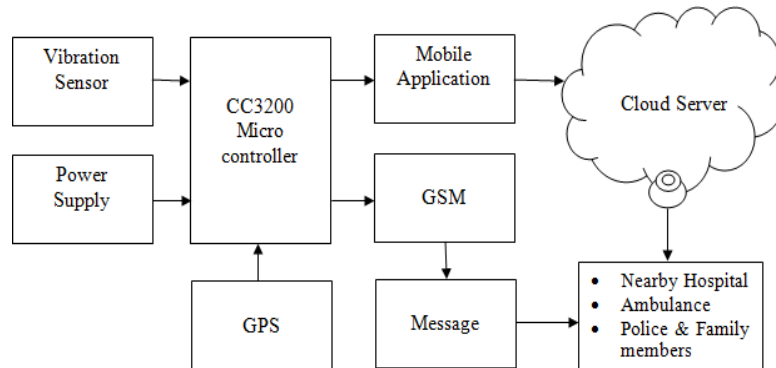 Vibration
Sensor
CC3200
Micro
controller
Mobile
Application
Cloud Server
Power
Supply
GSM
GPS
Message
• Nearby Hospital
• Ambulance
• Police & Family
members